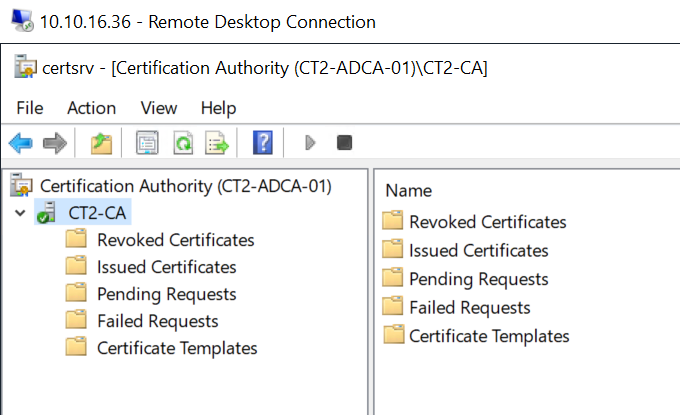 10.10.16.36 - Remote Desktop Connection
certsrv - [Certification Authority (CT2-ADCA-01)\CT2-CA]
File Action View Help
Certification Authority (CT2-ADCA-01)
CT2-CA
Revoked Certificates
Issued Certificates
Pending Requests
Failed Requests
Certificate Templates
Name
Revoked Certificates
Issued Certificates
Pending Requests
Failed Requests
Certificate Templates